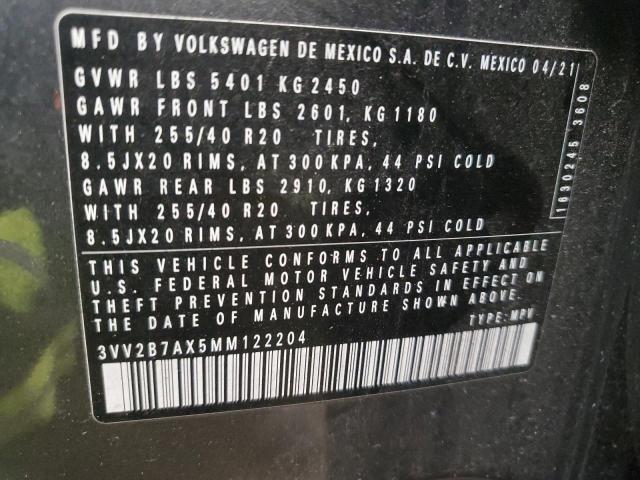 MFD BY VOLKSWAGEN DE MEXICO S.A. DE C.V. MEXICO 04/21
GVWR LBS 5401 KG 2450
GAWR FRONT LBS 2601, KG 1180
WITH 255/40 R20 TIRES,
8.5JX20 RIMS, AT 300 KPA, 44 PSI COLD
GAWR REAR LBS 2910, KG 1320
WITH 255/40 R20 TIRES,
8.5JX20 RIMS, AT 300 KPA, 44 PSI COLD
THIS VEHICLE CONFORMS TO ALL APPLICABLE
U.S. FEDERAL MOTOR VEHICLE SAFETY AND
THEFT PREVENTION STANDARDS IN EFFECT ON
DATE OF MANUFACTURE SHOWN ABOVE.
TYPE: MPV
3VV2B7AX5MM122204
1630245 3608